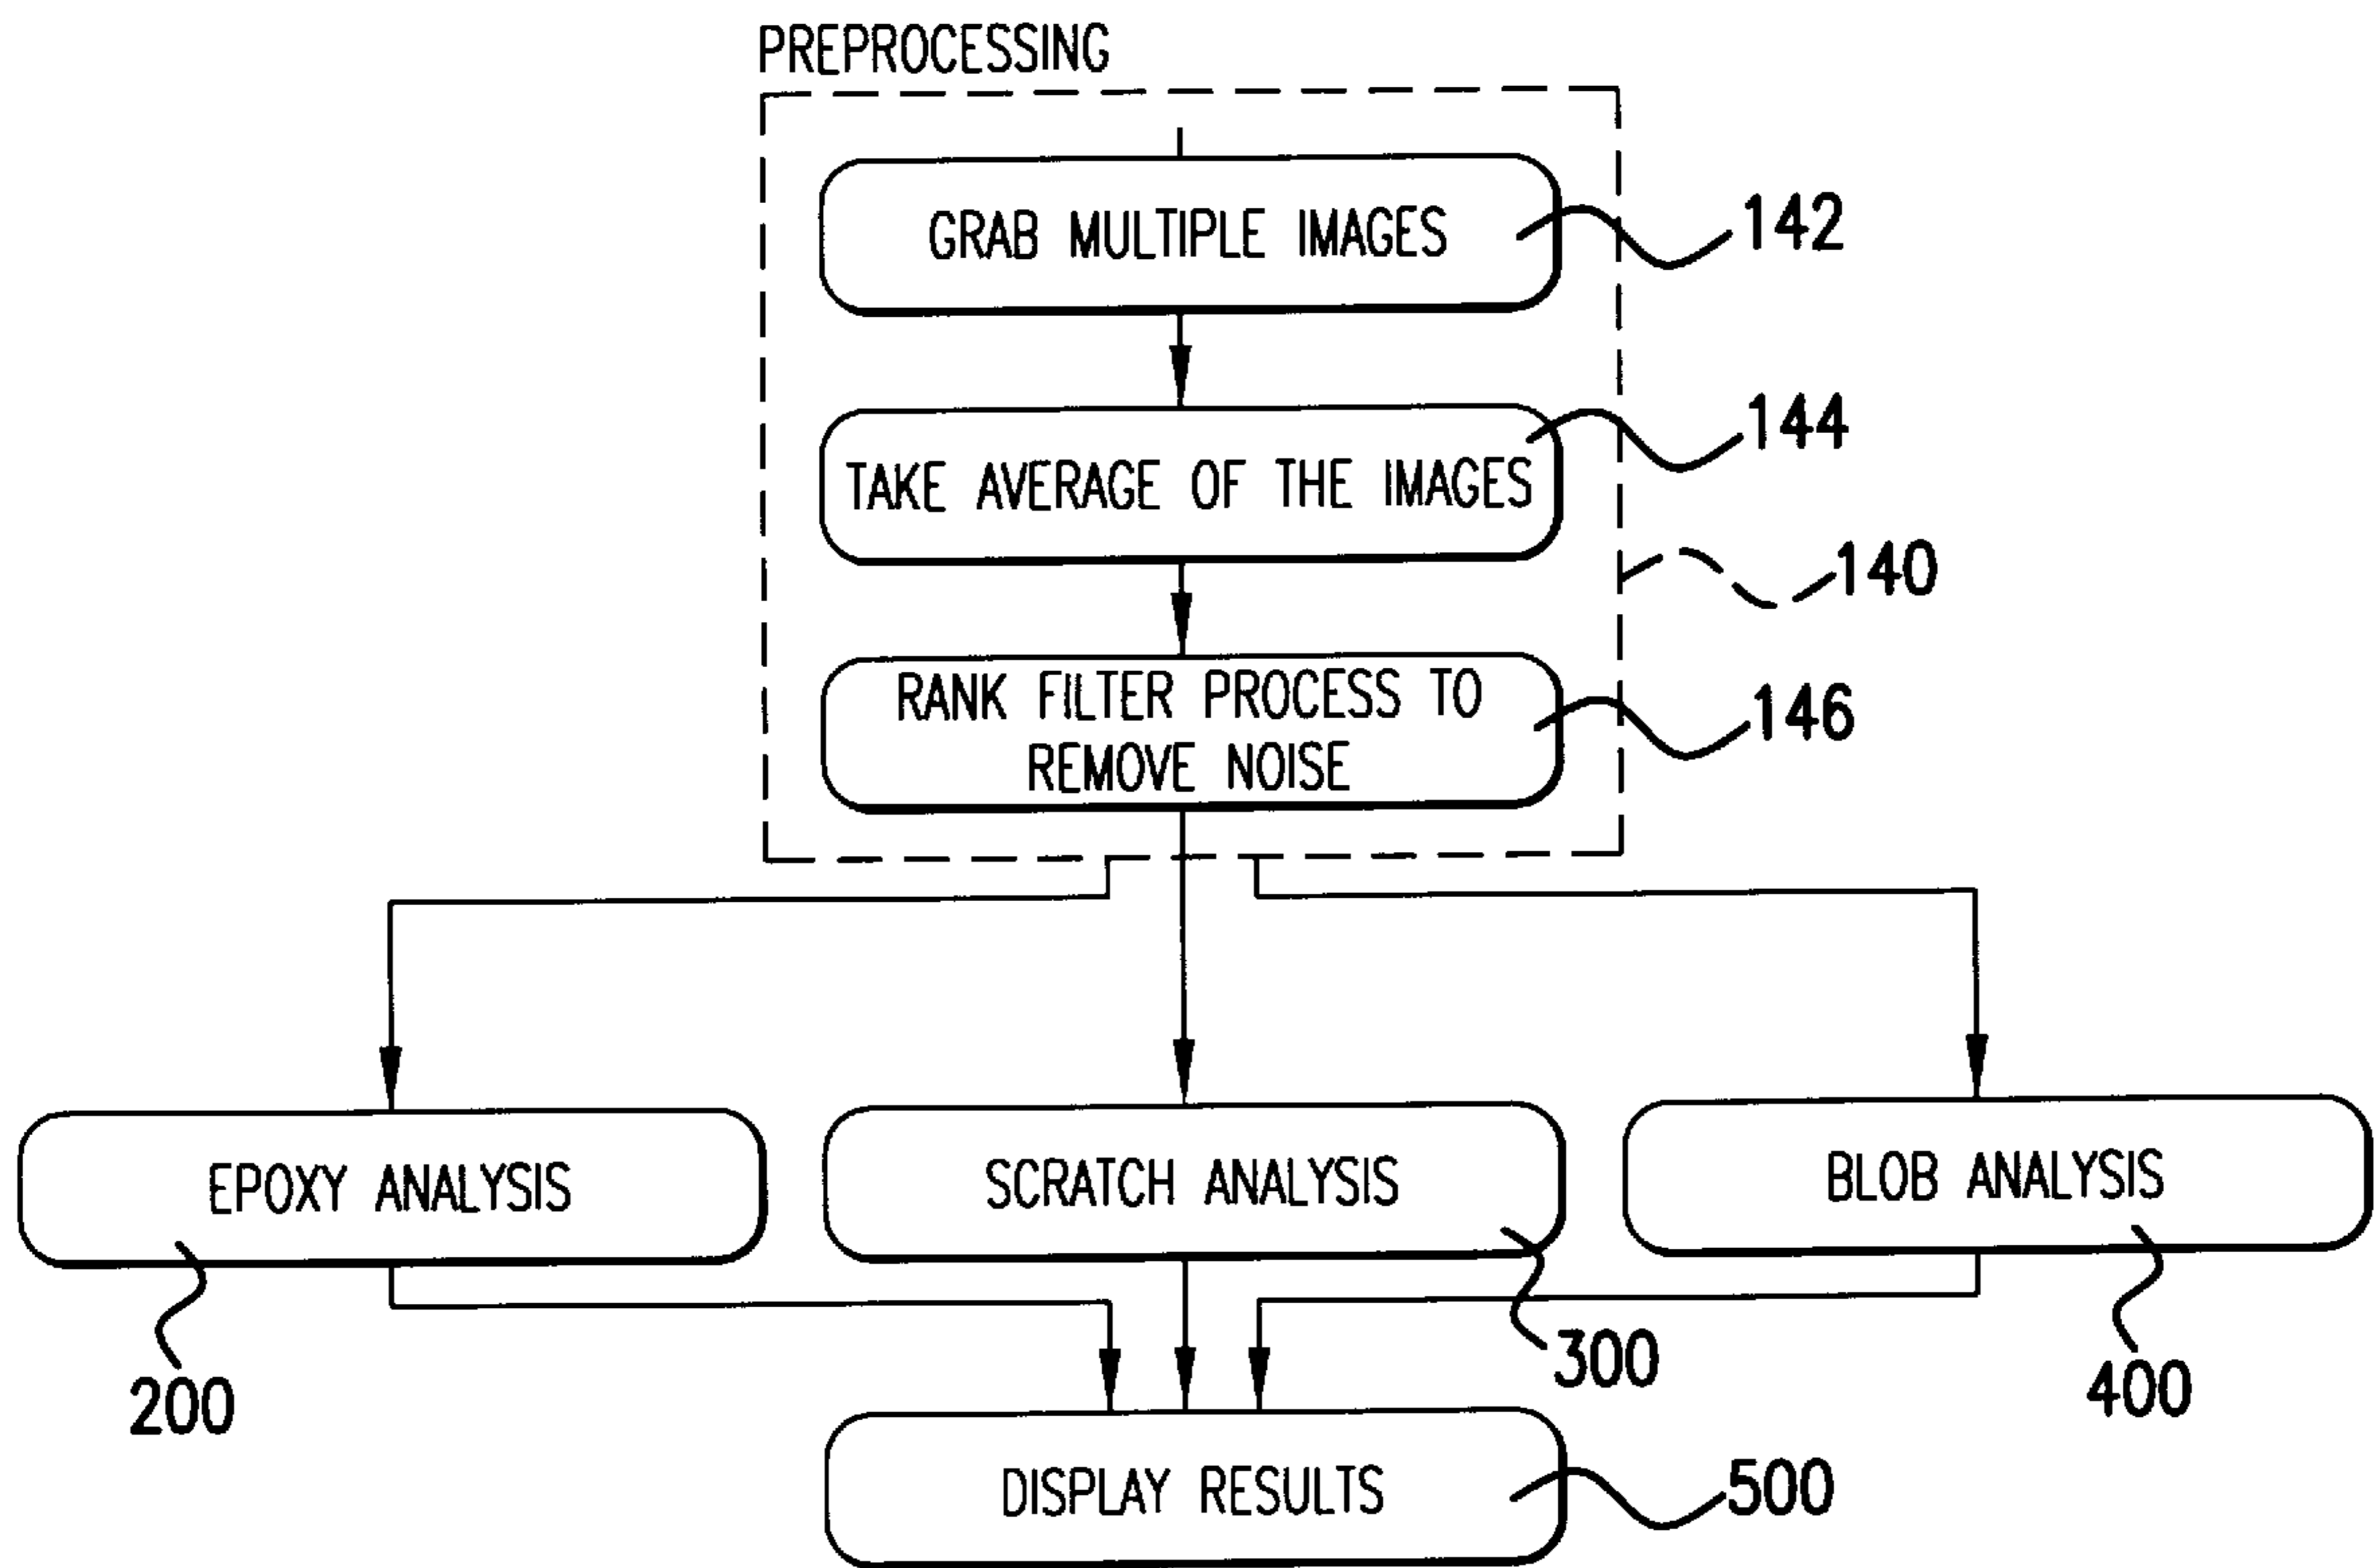 PREPROCESSING
GRAB MULTIPLE IMAGES
142
TAKE AVERAGE OF THE IMAGES
144
140
RANK FILTER PROCESS TO
REMOVE NOISE
146
EPOXY ANALYSIS
SCRATCH ANALYSIS
BLOB ANALYSIS
200
300
400
DISPLAY RESULTS
500